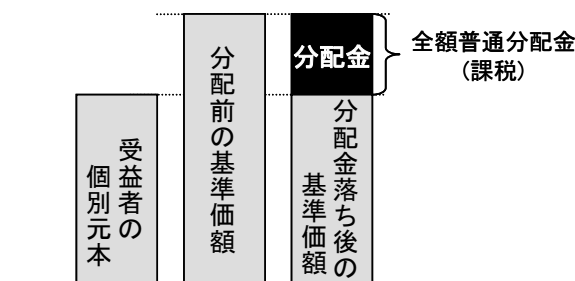 受益者の
個別元本
分配前の基準価額
分配金
分配金落ち後の
基準価額
全額普通分配金
(課税)